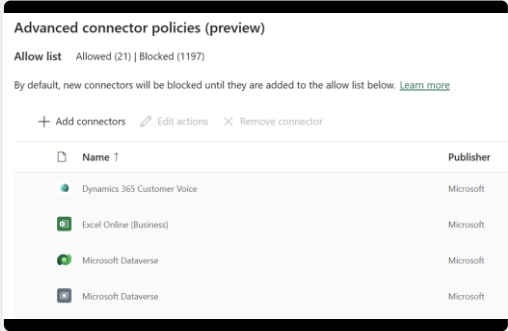 Advanced connector policies (preview)
Allow list Allowed (21) | Blocked (1197)
By default, new connectors will be blocked until they are added to the allow list below. Learn more
Add connectors Edit actions Remove connector
Name ↑ Publisher
Dynamics 365 Customer Voice Microsoft
Excel Online (Business) Microsoft
Microsoft Dataverse Microsoft
Microsoft Dataverse Microsoft